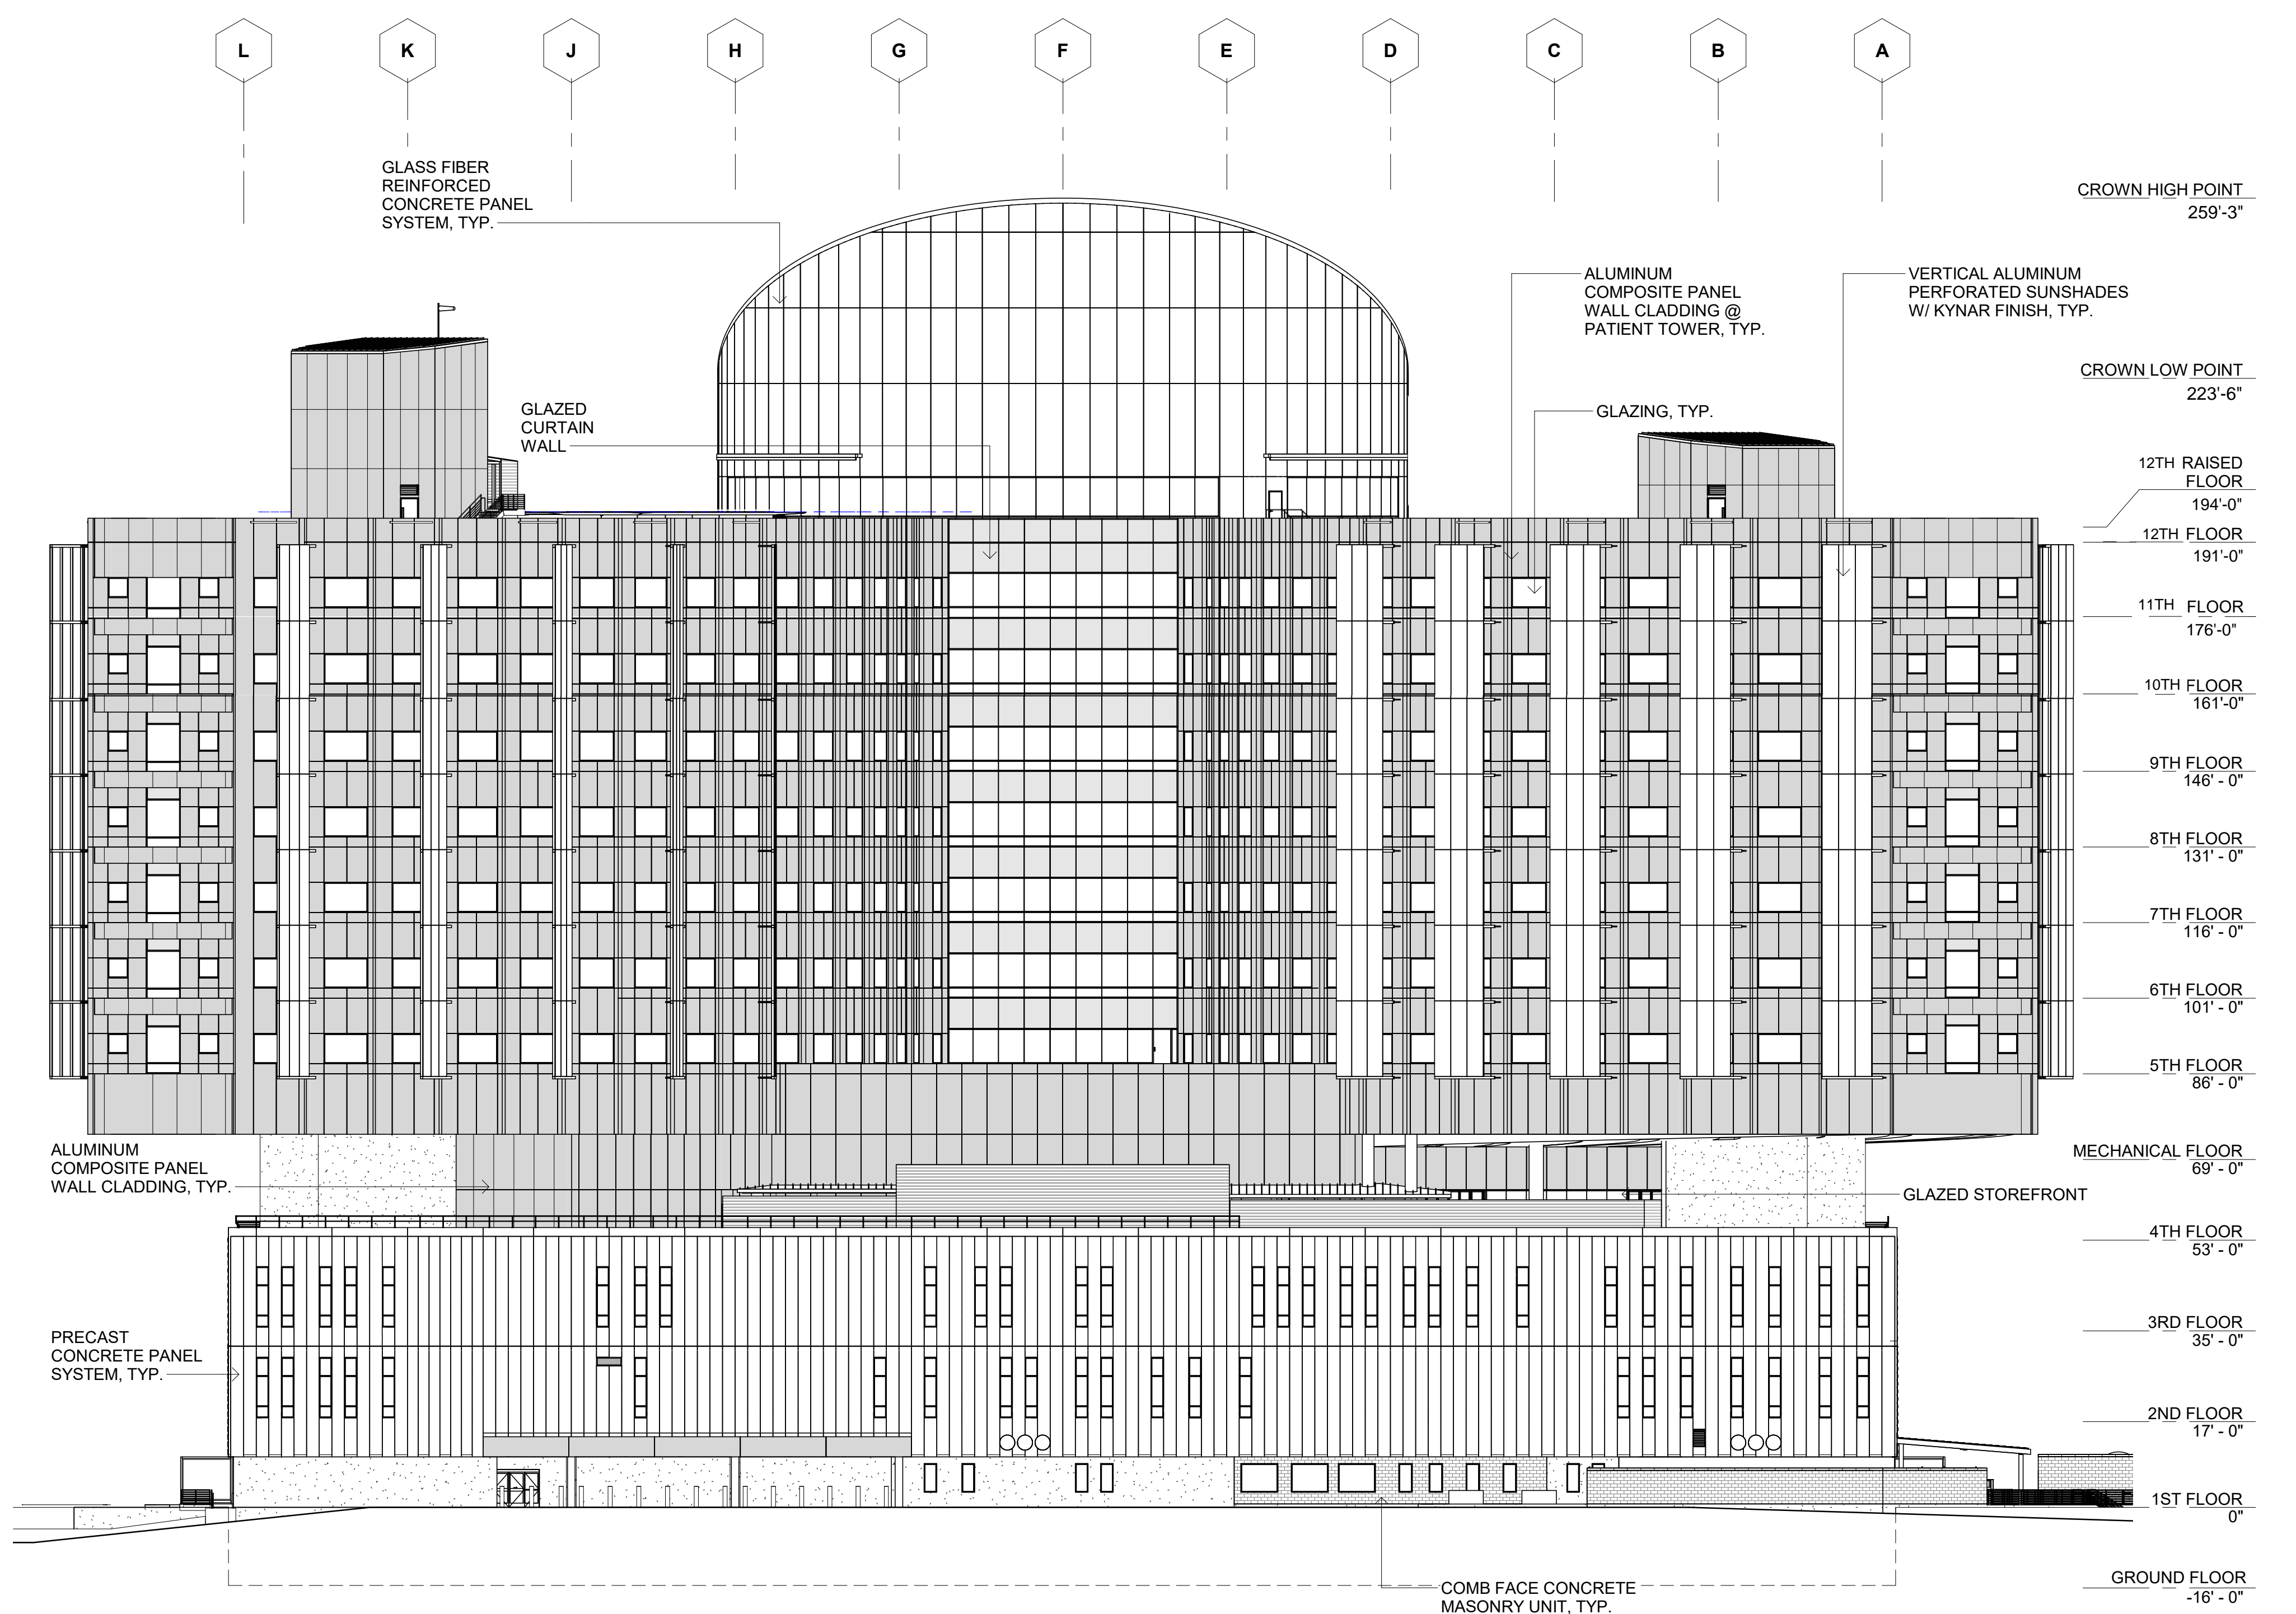 L K J H G F E D C B A
GLASS FIBER
REINFORCED
CONCRETE PANEL
SYSTEM, TYP.
CROWN HIGH POINT
259'-3"
ALUMINUM
COMPOSITE PANEL
WALL CLADDING @
PATIENT TOWER, TYP.
VERTICAL ALUMINUM
PERFORATED SUNSHADES
W/ KYNAR FINISH, TYP.
CROWN LOW POINT
223'-6"
GLAZED
CURTAIN
WALL
GLAZING, TYP.
12TH RAISED
FLOOR
194'-0"
12TH FLOOR
191'-0"
11TH FLOOR
176'-0"
10TH FLOOR
161'-0"
9TH FLOOR
146' - 0"
8TH FLOOR
131' - 0"
7TH FLOOR
116' - 0"
6TH FLOOR
101' - 0"
5TH FLOOR
86' - 0"
ALUMINUM
COMPOSITE PANEL
WALL CLADDING, TYP.
MECHANICAL FLOOR
69' - 0"
GLAZED STOREFRONT
4TH FLOOR
53' - 0"
PRECAST
CONCRETE PANEL
SYSTEM, TYP.
3RD FLOOR
35' - 0"
2ND FLOOR
17' - 0"
1ST FLOOR
0"
COMB FACE CONCRETE
MASONRY UNIT, TYP.
GROUND FLOOR
-16' - 0"